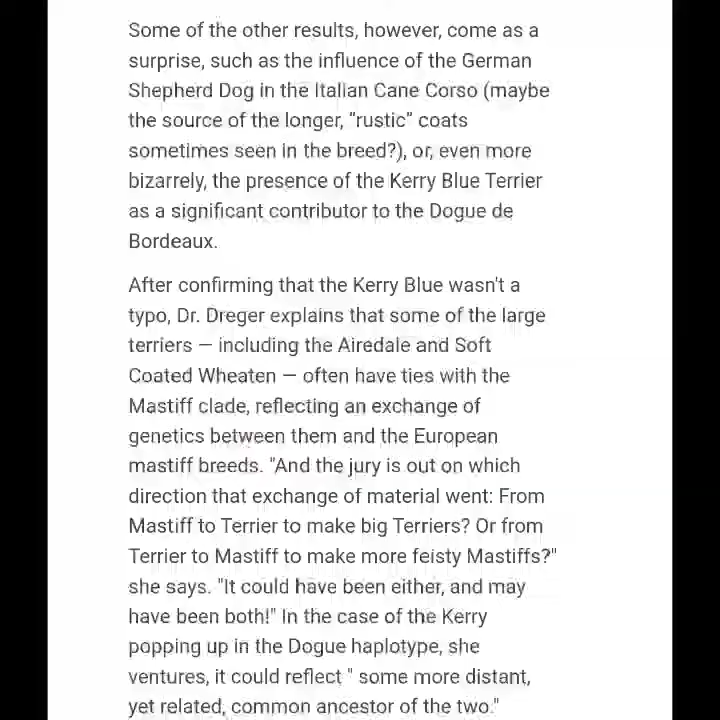 Some of the other results, however, come as a
surprise, such as the influence of the German
Shepherd Dog in the Italian Cane Corso (maybe
the source of the longer, "rustic" coats
sometimes seen in the breed?), or, even more
bizarrely, the presence of the Kerry Blue Terrier
as a significant contributor to the Dogue de
Bordeaux.
After confirming that the Kerry Blue wasn't a
typo, Dr. Dreger explains that some of the large
terriers — including the Airedale and Soft
Coated Wheaten — often have ties with the
Mastiff clade, reflecting an exchange of
genetics between them and the European
mastiff breeds. "And the jury is out on which
direction that exchange of material went: From
Mastiff to Terrier to make big Terriers? Or from
Terrier to Mastiff to make more feisty Mastiffs?"
she says. "It could have been either, and may
have been both!" In the case of the Kerry
popping up in the Dogue haplotype, she
ventures, it could reflect " some more distant,
yet related, common ancestor of the two."